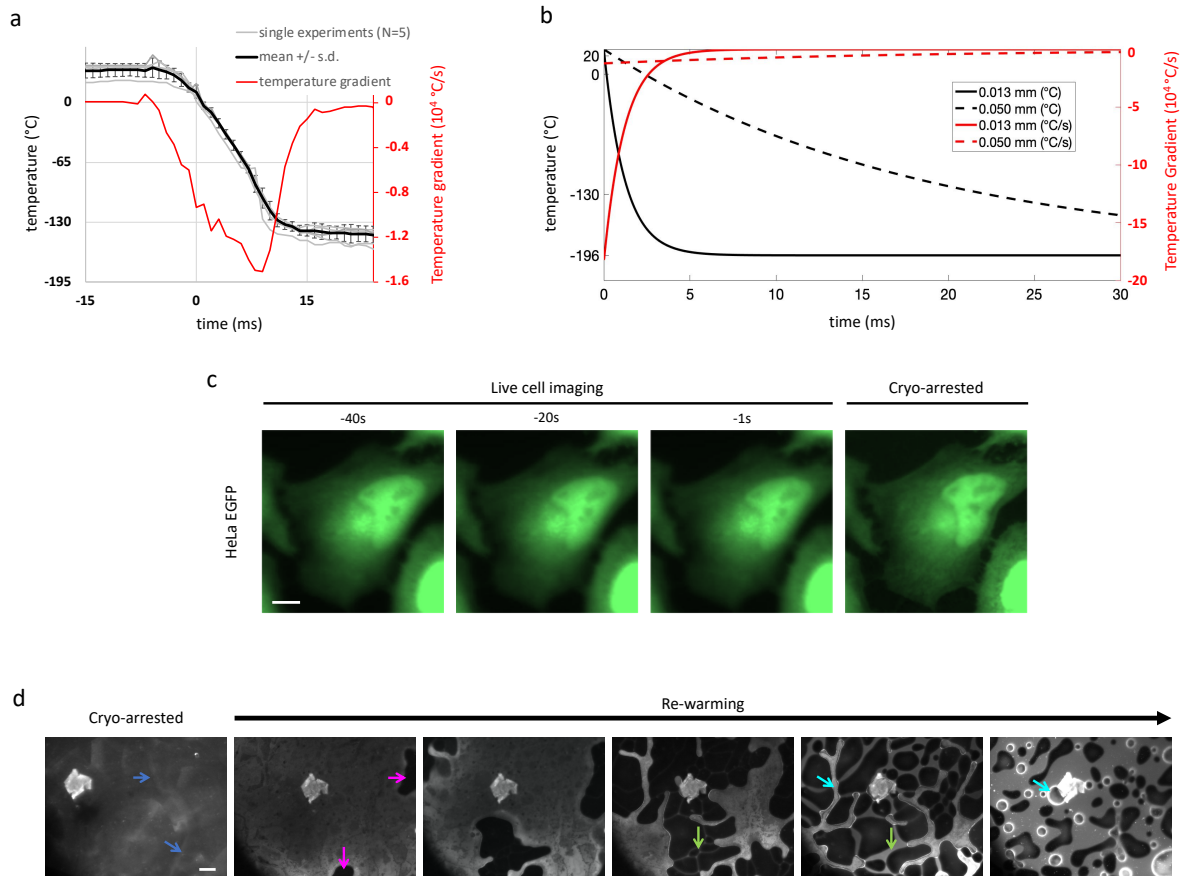 a
single experiments (N=5)
mean +/- s.d.
temperature gradient
temperature (°C)
0
-65
-130
-195
-15
0
15
time (ms)
0
-0.4
-0.8
-1.2
-1.6
Temperature gradient (10⁴ °C/s)
b
temperature (°C)
20
0
-130
-196
0
5
10
15
20
25
30
time (ms)
0
-5
-10
-15
-20
Temperature Gradient (10⁴ °C/s)
0.013 mm (°C)
0.050 mm (°C)
0.013 mm (°C/s)
0.050 mm (°C/s)
c
Live cell imaging
Cryo-arrested
-40s
-20s
-1s
HeLa EGFP
d
Cryo-arrested
Re-warming